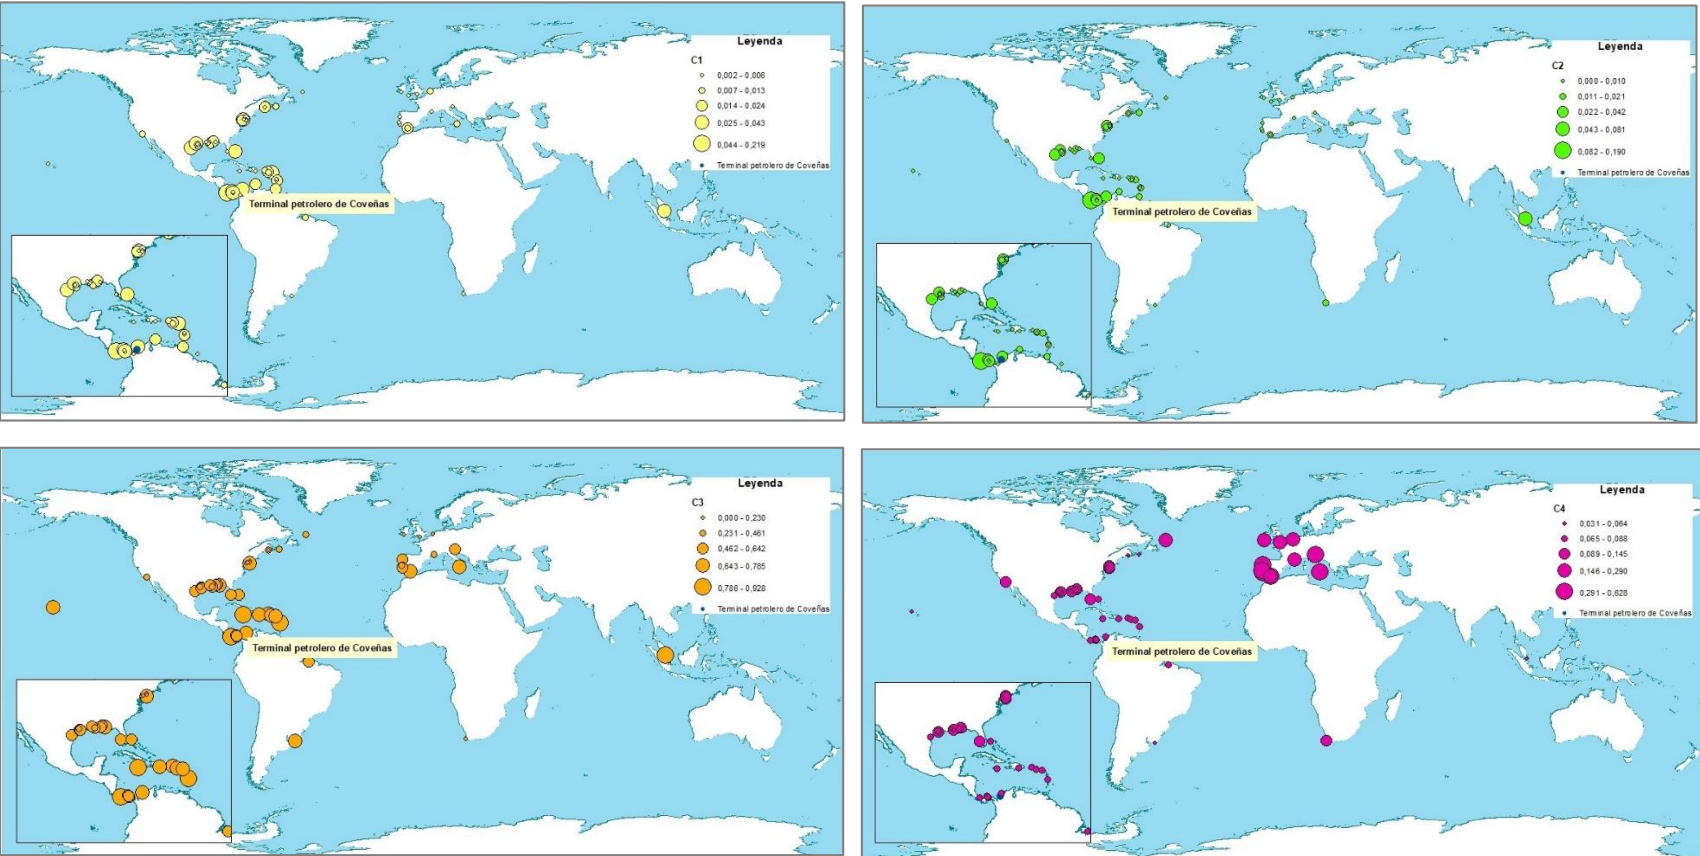 Leyenda
C1
0,002 - 0,006
0,007 - 0,013
0,014 - 0,024
0,025 - 0,043
0,044 - 0,219
Terminal petrolero de Coveñas
Terminal petrolero de Coveñas
Leyenda
C2
0,000 - 0,010
0,011 - 0,021
0,022 - 0,042
0,043 - 0,081
0,082 - 0,190
Terminal petrolero de Coveñas
Terminal petrolero de Coveñas
Leyenda
C3
0,000 - 0,230
0,231 - 0,461
0,462 - 0,642
0,643 - 0,785
0,786 - 0,928
Terminal petrolero de Coveñas
Terminal petrolero de Coveñas
Leyenda
C4
0,031 - 0,064
0,065 - 0,088
0,089 - 0,145
0,146 - 0,290
0,291 - 0,628
Terminal petrolero de Coveñas
Terminal petrolero de Coveñas